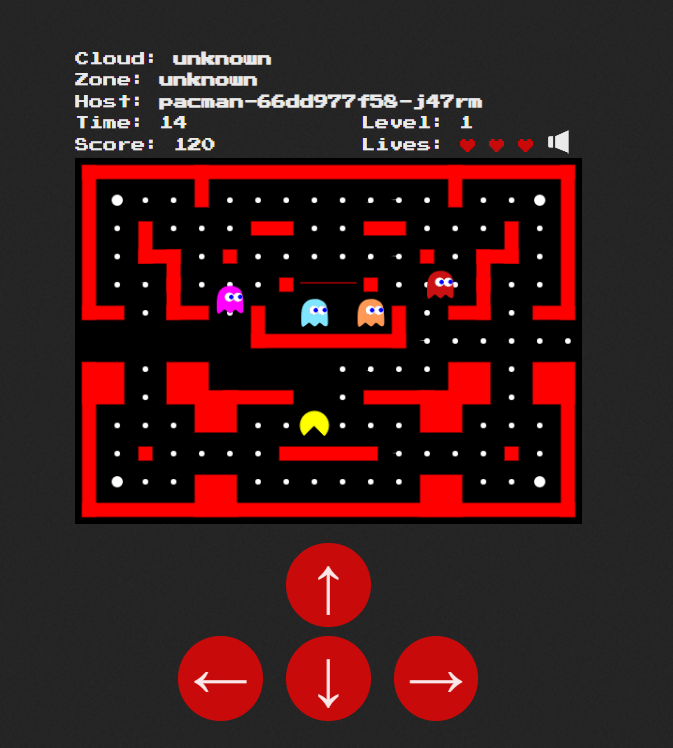 Cloud: unknown
Zone: unknown
Host: pacman-66dd977f58-j47rm
Time: 14 Level: 1
Score: 120 Lives:
↑
← ↓ →